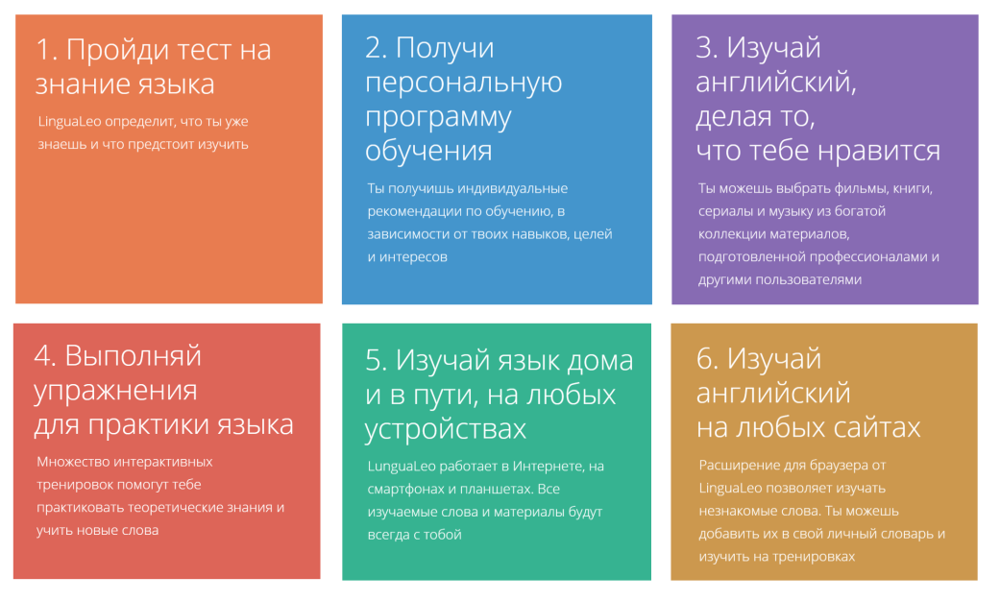 1. Пройди тест на
знание языка
LinguaLeo определит, что ты уже
знаешь и что предстоит изучить
2. Получи
персональную
программу
обучения
Ты получишь индивидуальные
рекомендации по обучению, в
зависимости от твоих навыков, целей
и интересов
3. Изучай
английский,
делая то,
что тебе нравится
Ты можешь выбрать фильмы, книги,
сериалы и музыку из богатой
коллекции материалов,
подготовленной профессионалами и
другими пользователями
4. Выполняй
упражнения
для практики языка
Множество интерактивных
тренировок помогут тебе
практиковать теоретические знания и
учить новые слова
5. Изучай язык дома
и в пути, на любых
устройствах
LunguaLeo работает в Интернете, на
смартфонах и планшетах. Все
изучаемые слова и материалы будут
всегда с тобой
6. Изучай
английский
на любых сайтах
Расширение для браузера от
LinguaLeo позволяет изучать
незнакомые слова. Ты можешь
добавить их в свой личный словарь и
изучить на тренировках